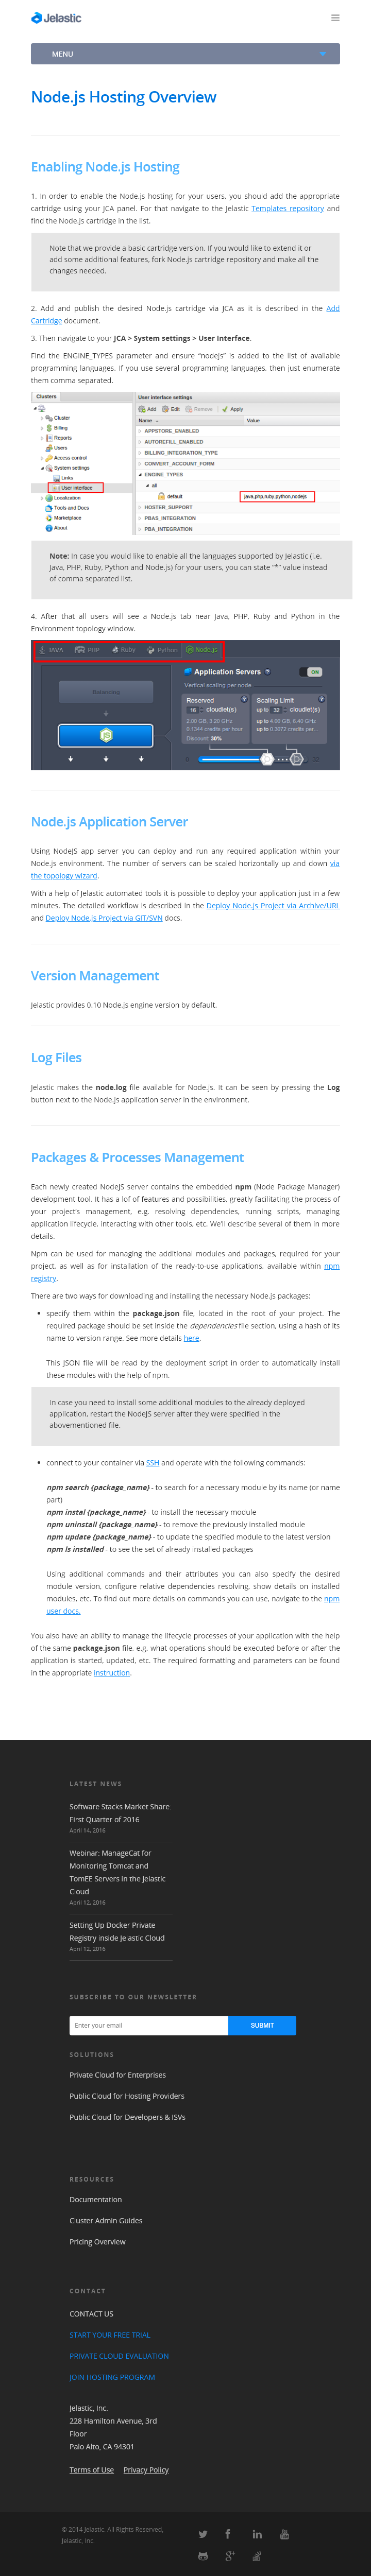 Jelastic
MENU
Node.js Hosting Overview
Enabling Node.js Hosting
1. In order to enable the Node.js hosting for your users, you should add the appropriate
cartridge using your JCA panel. For that navigate to the Jelastic Templates repository and
find the Node.js cartridge in the list.
Note that we provide a basic cartridge version. If you would like to extend it or
add some additional features, fork Node.js cartridge repository and make all the
changes needed.
2. Add and publish the desired Node.js cartridge via JCA as it is described in the Add
Cartridge document.
3. Then navigate to your JCA > System settings > User Interface.
Find the ENGINE_TYPES parameter and ensure "nodejs" is added to the list of available
programming languages. If you use several programming languages, then just enumerate
them comma separated.
Clusters
User interface settings
Add Edit Remove Apply
Name Value
Cluster
Billing
Reports
Users
Access control
System settings
Links
User interface
Localization
Tools and Docs
Marketplace
About
APPSTORE_ENABLED
AUTOREFILL_ENABLED
BILLING_INTEGRATION_TYPE
CONVERT_ACCOUNT_FORM
ENGINE_TYPES
all
default java,php,ruby,python,nodejs
HOSTER_SUPPORT
PBAS_INTEGRATION
PBA_INTEGRATION
Note: In case you would like to enable all the languages supported by Jelastic (i.e.
Java, PHP, Ruby, Python and Node.js) for your users, you can state "*" value instead
of comma separated list.
4. After that all users will see a Node.js tab near Java, PHP, Ruby and Python in the
Environment topology window.
JAVA PHP Ruby Python Node.js
Balancing
Application Servers ? ON
Vertical scaling per node
Reserved ?
16 cloudlet(s)
2.00 GB, 3.20 GHz
0.1344 credits per hour
Discount: 30%
Scaling Limit ?
up to 32 cloudlet(s)
up to 4.00 GB, 6.40 GHz
up to 0.3072 credits per ...
Node.js Application Server
Using NodeJS app server you can deploy and run any required application within your
Node.js environment. The number of servers can be scaled horizontally up and down via
the topology wizard.
With a help of Jelastic automated tools it is possible to deploy your application just in a few
minutes. The detailed workflow is described in the Deploy Node.js Project via Archive/URL
and Deploy Node.js Project via GIT/SVN docs.
Version Management
Jelastic provides 0.10 Node.js engine version by default.
Log Files
Jelastic makes the node.log file available for Node.js. It can be seen by pressing the Log
button next to the Node.js application server in the environment.
Packages & Processes Management
Each newly created NodeJS server contains the embedded npm (Node Package Manager)
development tool. It has a lof of features and possibilities, greatly facilitating the process of
your project's management, e.g. resolving dependencies, running scripts, managing
application lifecycle, interacting with other tools, etc. We'll describe several of them in more
details.
Npm can be used for managing the additional modules and packages, required for your
project, as well as for installation of the ready-to-use applications, available within npm
registry.
There are two ways for downloading and installing the necessary Node.js packages:
• specify them within the package.json file, located in the root of your project. The
required package should be set inside the dependencies file section, using a hash of its
name to version range. See more details here.
This JSON file will be read by the deployment script in order to automatically install
these modules with the help of npm.
In case you need to install some additional modules to the already deployed
application, restart the NodeJS server after they were specified in the
abovementioned file.
• connect to your container via SSH and operate with the following commands:
npm search {package_name} - to search for a necessary module by its name (or name
part)
npm instal {package_name} - to install the necessary module
npm uninstall {package_name} - to remove the previously installed module
npm update {package_name} - to update the specified module to the latest version
npm ls installed - to see the set of already installed packages
Using additional commands and their attributes you can also specify the desired
module version, configure relative dependencies resolving, show details on installed
modules, etc. To find out more details on commands you can use, navigate to the npm
user docs.
You also have an ability to manage the lifecycle processes of your application with the help
of the same package.json file, e.g. what operations should be executed before or after the
application is started, updated, etc. The required formatting and parameters can be found
in the appropriate instruction.
LATEST NEWS
Software Stacks Market Share:
First Quarter of 2016
April 14, 2016
Webinar: ManageCat for
Monitoring Tomcat and
TomEE Servers in the Jelastic
Cloud
April 12, 2016
Setting Up Docker Private
Registry inside Jelastic Cloud
April 12, 2016
SUBSCRIBE TO OUR NEWSLETTER
Enter your email SUBMIT
SOLUTIONS
Private Cloud for Enterprises
Public Cloud for Hosting Providers
Public Cloud for Developers & ISVs
RESOURCES
Documentation
Cluster Admin Guides
Pricing Overview
CONTACT
CONTACT US
START YOUR FREE TRIAL
PRIVATE CLOUD EVALUATION
JOIN HOSTING PROGRAM
Jelastic, Inc.
228 Hamilton Avenue, 3rd
Floor
Palo Alto, CA 94301
Terms of Use Privacy Policy
© 2014 Jelastic. All Rights Reserved,
Jelastic, Inc.